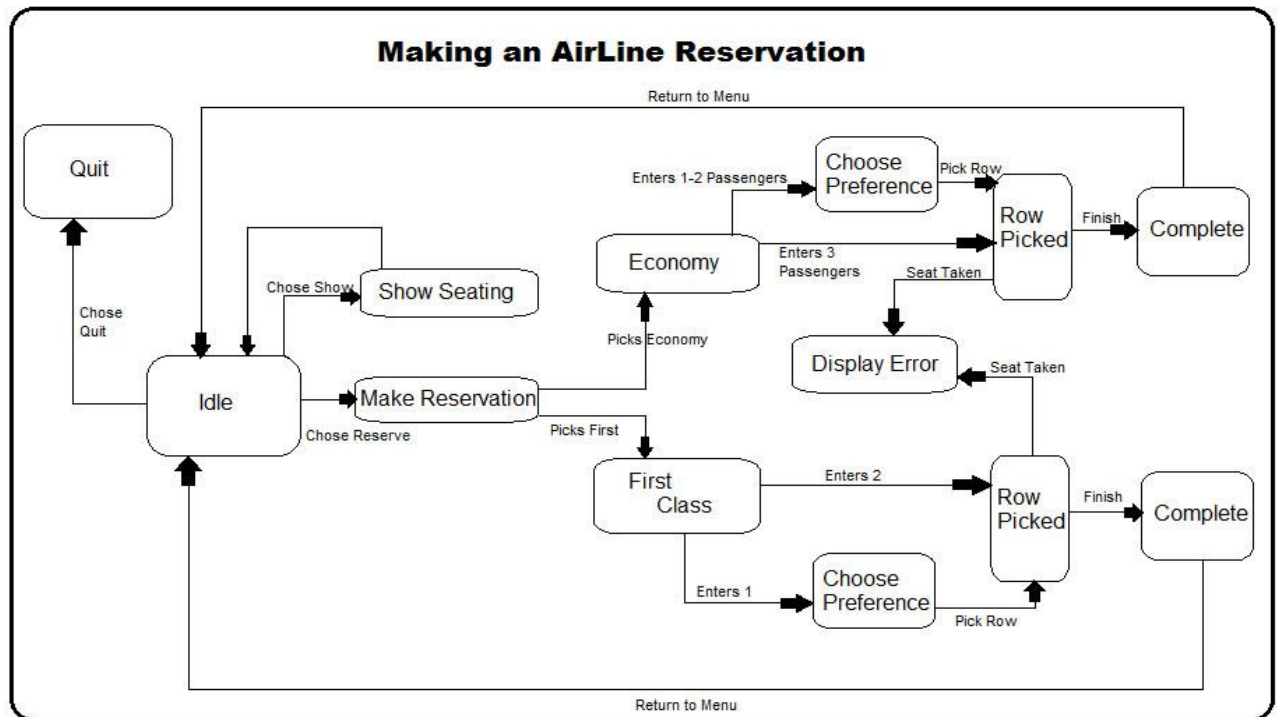 Making an AirLine Reservation
Return to Menu
Quit
Choose
Preference
Enters 1-2 Passengers
Pick Row
Row
Picked
Finish
Complete
Economy
Enters 3
Passengers
Seat Taken
Chose Show
Show Seating
Chose
Quit
Picks Economy
Display Error
Seat Taken
Idle
Make Reservation
Chose Reserve
Picks First
First
Class
Enters 2
Row
Picked
Finish
Complete
Choose
Preference
Enters 1
Pick Row
Return to Menu